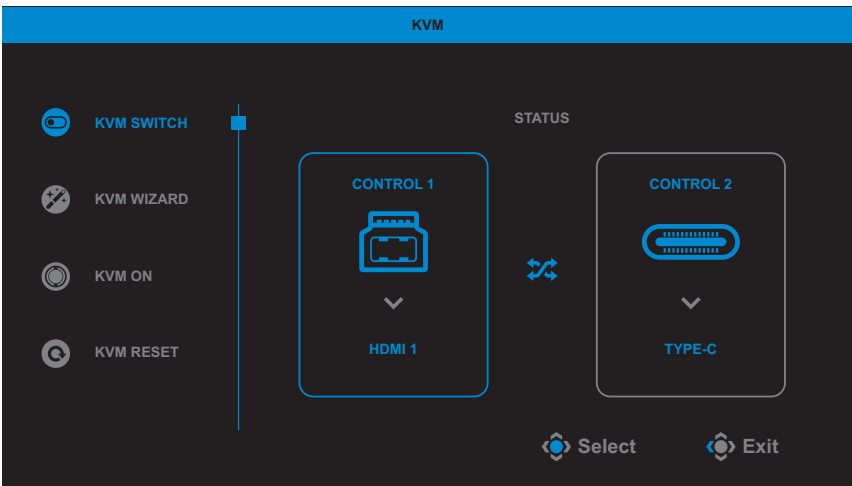 KVM
KVM SWITCH
KVM WIZARD
KVM ON
KVM RESET
STATUS
CONTROL 1
HDMI 1
CONTROL 2
TYPE-C
Select
Exit